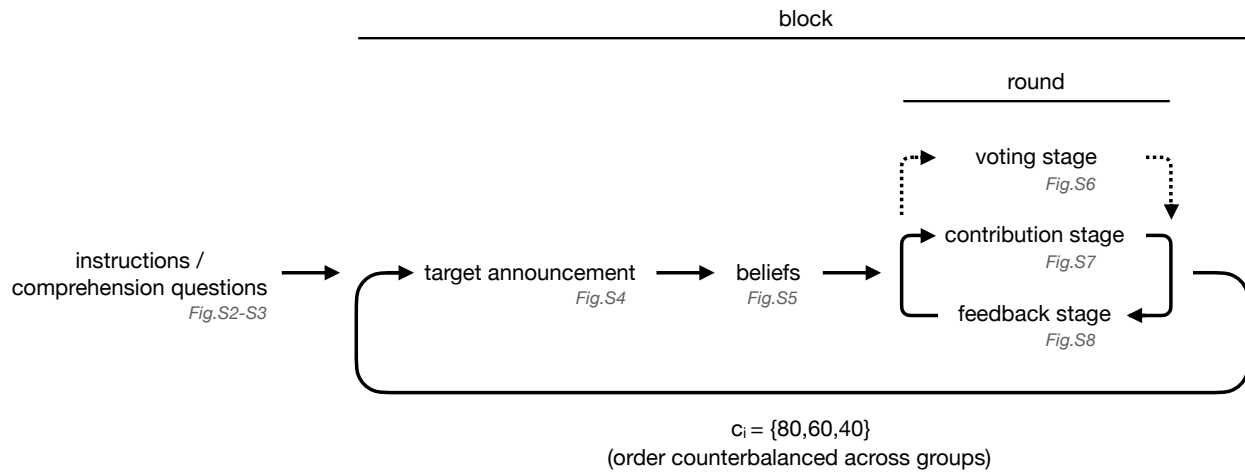 block
round
voting stage
Fig.S6
contribution stage
Fig.S7
feedback stage
Fig.S8
instructions /
comprehension questions
Fig.S2-S3
target announcement
Fig.S4
beliefs
Fig.S5
cᵢ = {80,60,40}
(order counterbalanced across groups)